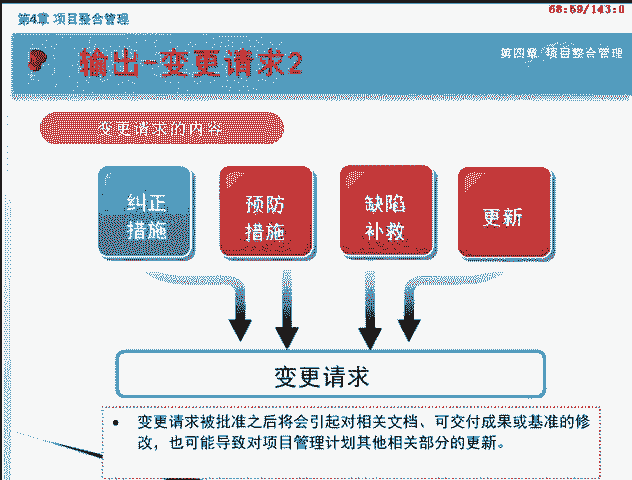 第4章 项目整合管理
68:59/143:0
输出-变更请求2
第四章 项目整合管理
变更请求的内容
纠正
措施
预防
措施
缺陷
补救
更新
变更请求
• 变更请求被批准之后将会引起对相关文档、可交付成果或基准的修
改，也可能导致对项目管理计划其他相关部分的更新。